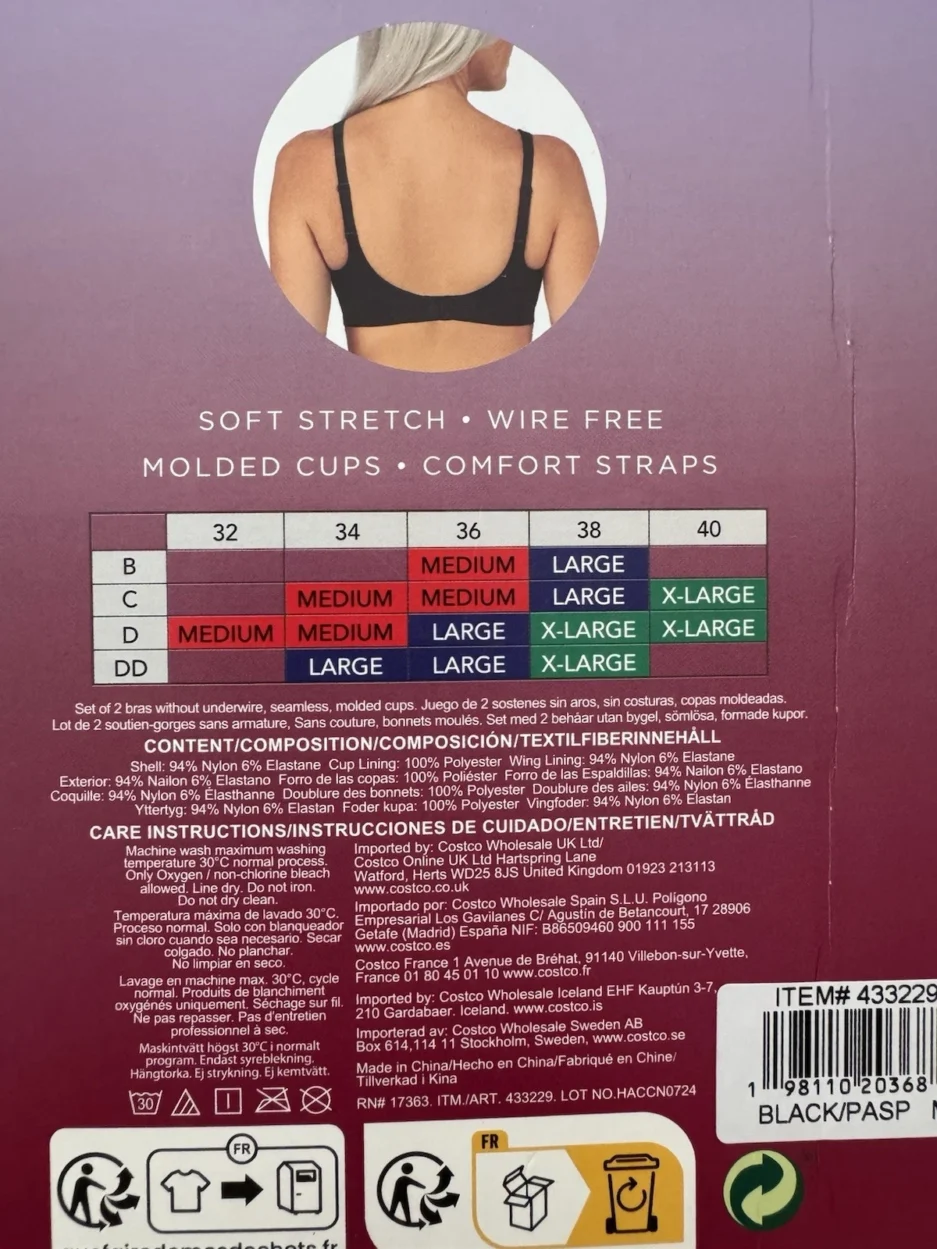 SOFT STRETCH • WIRE FREE
MOLDED CUPS • COMFORT STRAPS
32 34 36 38 40
B MEDIUM LARGE
C MEDIUM MEDIUM LARGE X-LARGE
D MEDIUM MEDIUM LARGE X-LARGE X-LARGE
DD LARGE LARGE X-LARGE
Set of 2 bras without underwire, seamless, molded cups. Juego de 2 sostenes sin aros, sin costuras, copas moldeadas.
Lot de 2 soutien-gorges sans armature, Sans couture, bonnets moulés. Set med 2 behåar utan bygel, sömlösa, formade kupor.
CONTENT/COMPOSITION/COMPOSICIÓN/TEXTILFIBERINNEHÅLL
Shell: 94% Nylon 6% Elastane Cup Lining: 100% Polyester Wing Lining: 94% Nylon 6% Elastane
Exterior: 94% Nailon 6% Elastano Forro de las copas: 100% Poliéster Forro de las Espaldillas: 94% Nailon 6% Elastano
Coquille: 94% Nylon 6% Élasthanne Doublure des bonnets: 100% Polyester Doublure des ailes: 94% Nylon 6% Élasthanne
Yttertyg: 94% Nylon 6% Elastan Foder kupa: 100% Polyester Vingfoder: 94% Nylon 6% Elastan
CARE INSTRUCTIONS/INSTRUCCIONES DE CUIDADO/ENTRETIEN/TVÄTTRÅD
Machine wash maximum washing
temperature 30°C normal process.
Only Oxygen / non-chlorine bleach
allowed. Line dry. Do not iron.
Do not dry clean.
Temperatura máxima de lavado 30°C.
Proceso normal. Solo con blanqueador
sin cloro cuando sea necesario. Secar
colgado. No planchar.
No limpiar en seco.
Lavage en machine max. 30°C, cycle
normal. Produits de blanchiment
oxygénés uniquement. Séchage sur fil.
Ne pas repasser. Pas d'entretien
professionnel à sec.
Maskintvätt högst 30°C i normalt
program. Endast syreblekning.
Hängtorka. Ej strykning. Ej kemtvätt.
30
Imported by: Costco Wholesale UK Ltd/
Costco Online UK Ltd Hartspring Lane
Watford, Herts WD25 8JS United Kingdom 01923 213113
www.costco.co.uk
Importado por: Costco Wholesale Spain S.L.U. Polígono
Empresarial Los Gavilanes C/ Agustín de Betancourt, 17 28906
Getafe (Madrid) España NIF: B86509460 900 111 155
www.costco.es
Costco France 1 Avenue de Bréhat, 91140 Villebon-sur-Yvette,
France 01 80 45 01 10 www.costco.fr
Imported by: Costco Wholesale Iceland EHF Kauptún 3-7,
210 Gardabaer. Iceland. www.costco.is
Importerad av: Costco Wholesale Sweden AB
Box 614,114 11 Stockholm, Sweden, www.costco.se
Made in China/Hecho en China/Fabriqué en Chine/
Tillverkad i Kina
RN# 17363. ITM./ART. 433229. LOT NO.HACCN0724
ITEM# 433229
1 98110 20368
BLACK/PASP
FR
FR